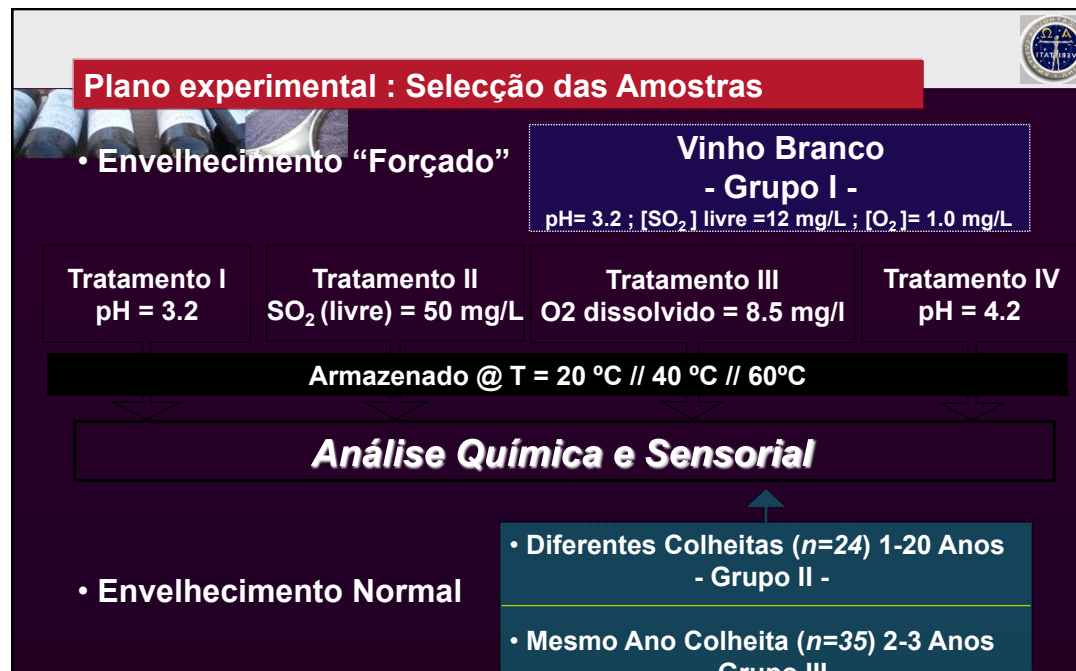 Plano experimental : Selecção das Amostras
• Envelhecimento “Forçado”
Vinho Branco
- Grupo I -
pH= 3.2 ; [SO₂] livre =12 mg/L ; [O₂]= 1.0 mg/L
Tratamento I
pH = 3.2
Tratamento II
SO₂ (livre) = 50 mg/L
Tratamento III
O2 dissolvido = 8.5 mg/l
Tratamento IV
pH = 4.2
Armazenado @ T = 20 ºC // 40 ºC // 60ºC
Análise Química e Sensorial
• Diferentes Colheitas (n=24) 1-20 Anos
- Grupo II -
• Envelhecimento Normal
• Mesmo Ano Colheita (n=35) 2-3 Anos
Grupo III